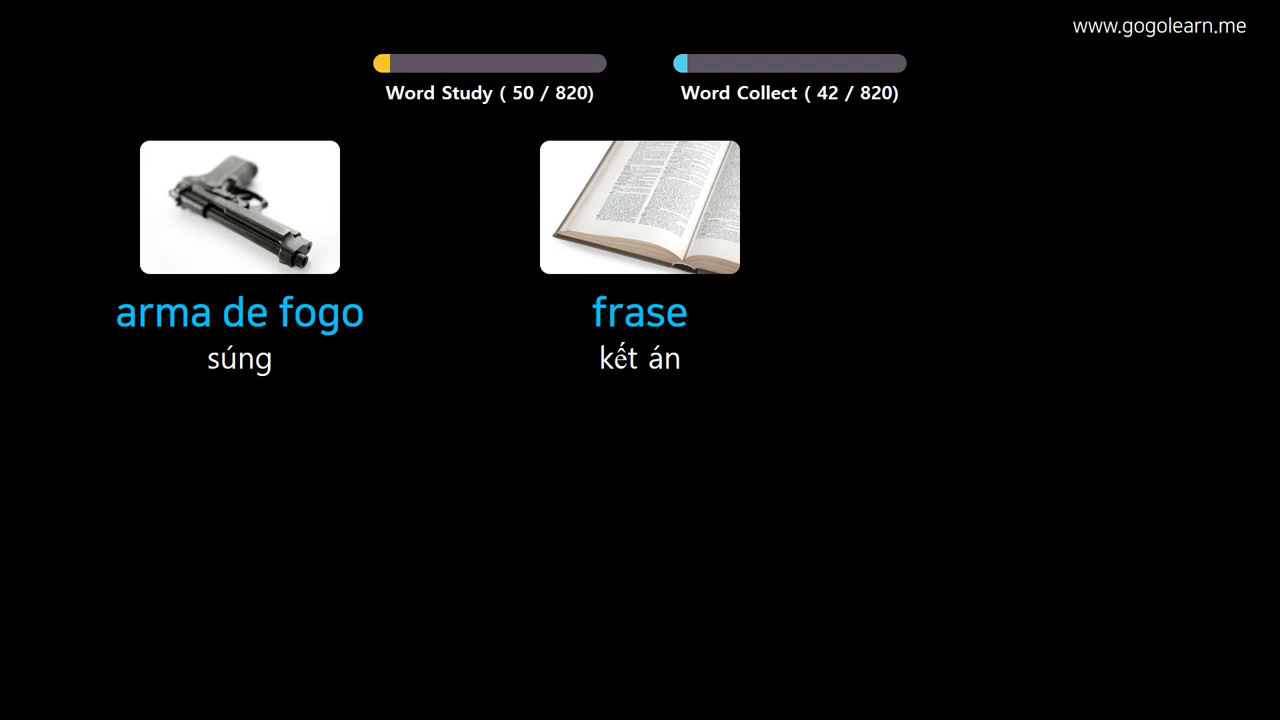 www.gogolearn.me
Word Study ( 50 / 820)
Word Collect ( 42 / 820)
arma de fogo
súng
frase
kết án